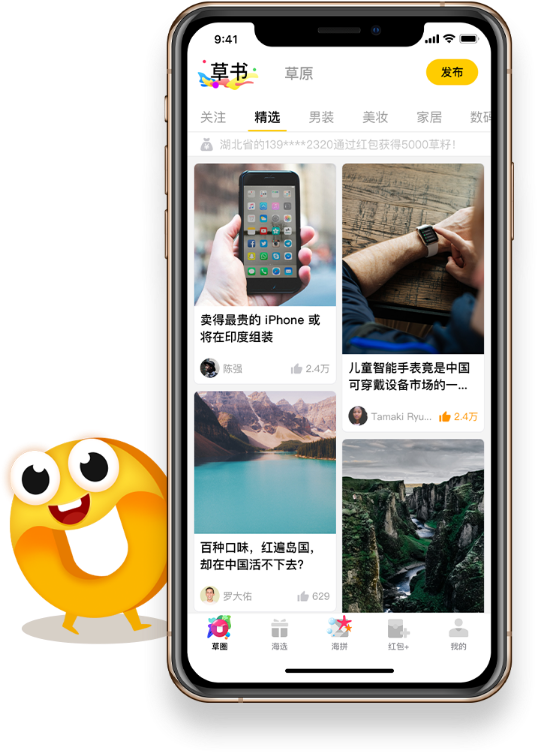 9:41
草书
草原
发布
关注
精选
男装
美妆
家居
数码
湖北省的139****2320通过红包获得5000草籽!
卖得最贵的 iPhone 或
将在印度组装
陈强
2.4万
儿童智能手表竟是中国
可穿戴设备市场的一...
Tamaki Ryu...
2.4万
百种口味，红遍岛国，
却在中国活不下去?
罗大佑
629
草圈
海选
海拼
红包+
我的